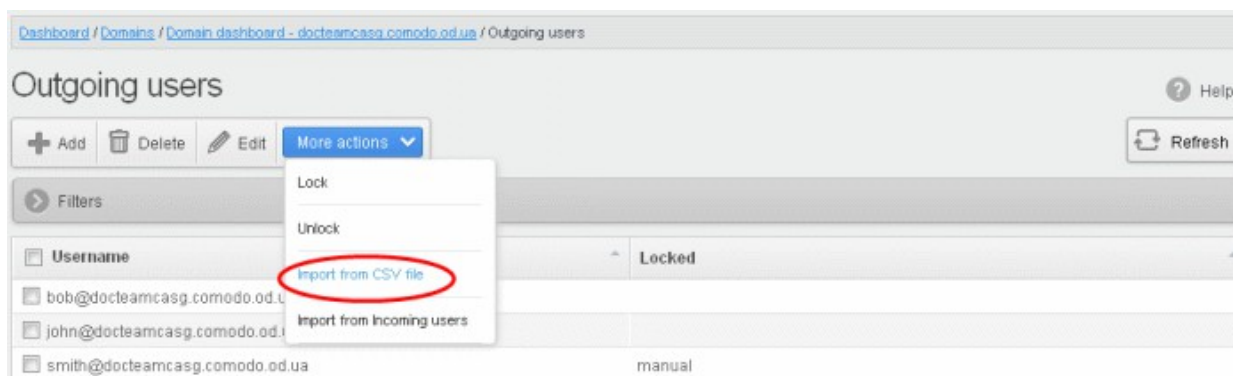 Dashboard / Domains / Domain dashboard - docteamcasg.comodo.od.ua / Outgoing users
Outgoing users
Help
Add Delete Edit More actions
Refresh
Lock
Filters
Unlock
Username Locked
Import from CSV file
bob@docteamcasg.comodo.od.u
Import from Incoming users
john@docteamcasg.comodo.od.
smith@docteamcasg.comodo.od.ua manual